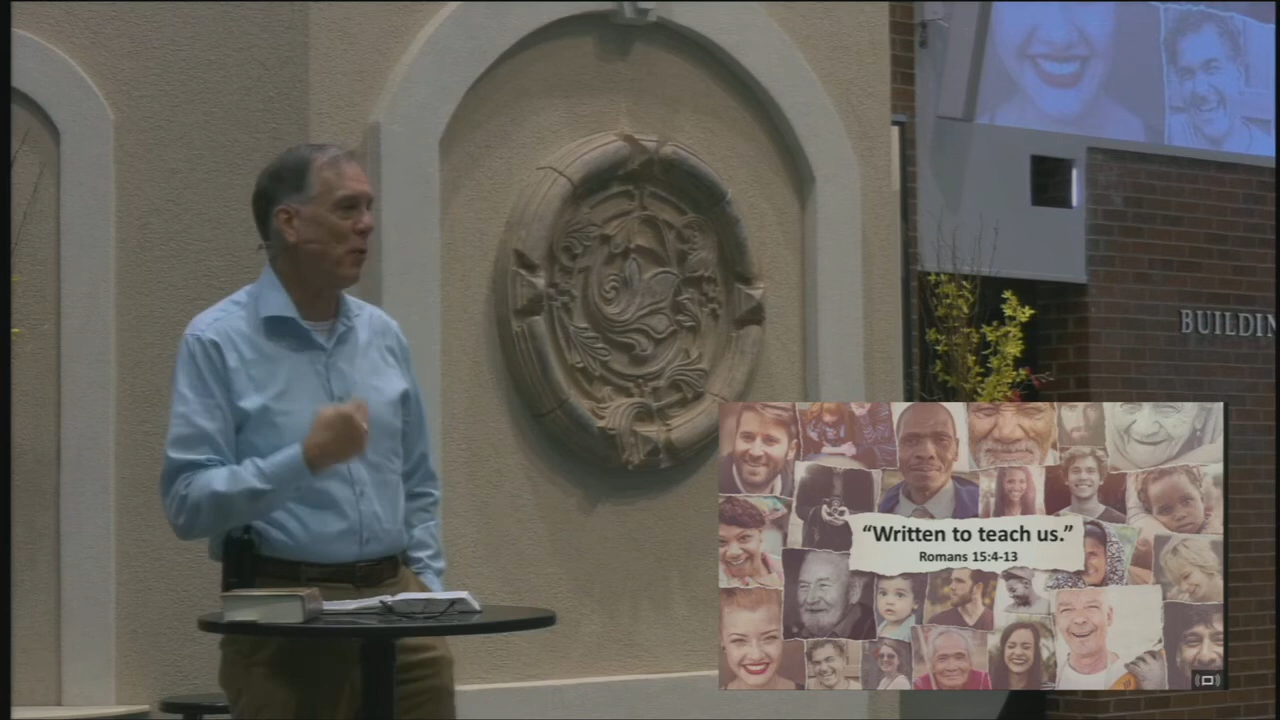 BUILDIN
“Written to teach us.”
Romans 15:4-13